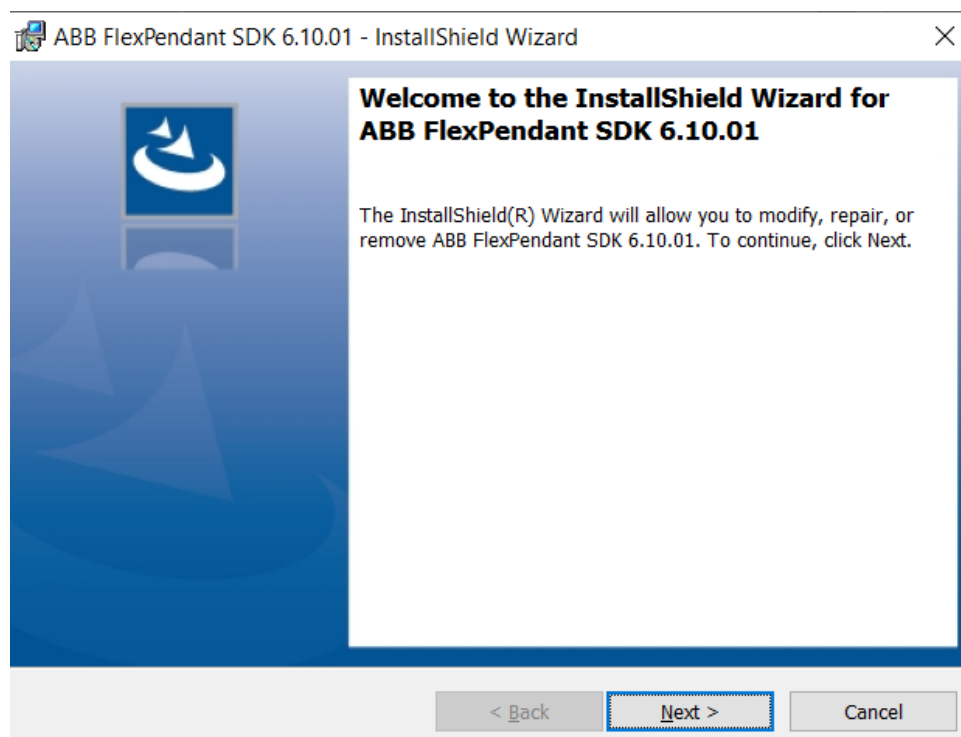 ABB FlexPendant SDK 6.10.01 - InstallShield Wizard
Welcome to the InstallShield Wizard for
ABB FlexPendant SDK 6.10.01
The InstallShield(R) Wizard will allow you to modify, repair, or
remove ABB FlexPendant SDK 6.10.01. To continue, click Next.
< Back
Next >
Cancel